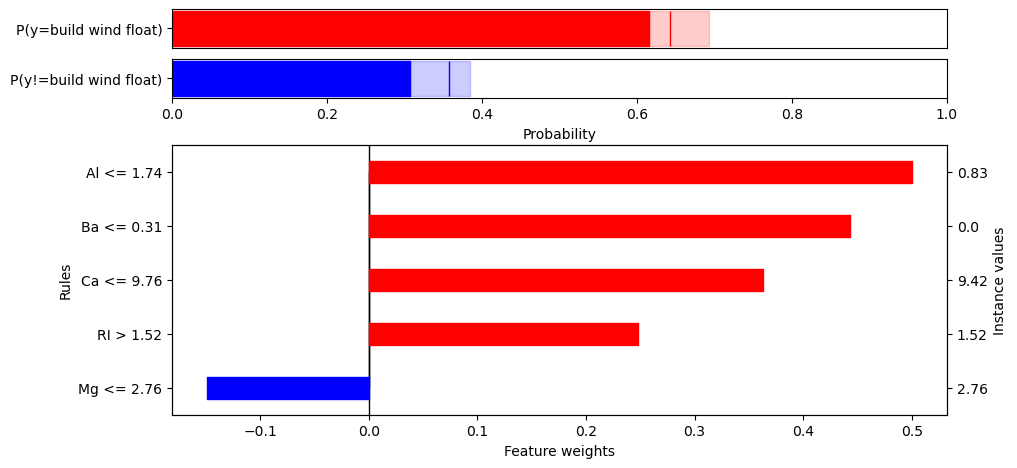 P(y=build wind float)
P(y!=build wind float)
0.0 0.2 0.4 0.6 0.8 1.0
Probability
Al <= 1.74 0.83
Ba <= 0.31 0.0
Ca <= 9.76 9.42
RI > 1.52 1.52
Mg <= 2.76 2.76
Rules
Instance values
−0.1 0.0 0.1 0.2 0.3 0.4 0.5
Feature weights